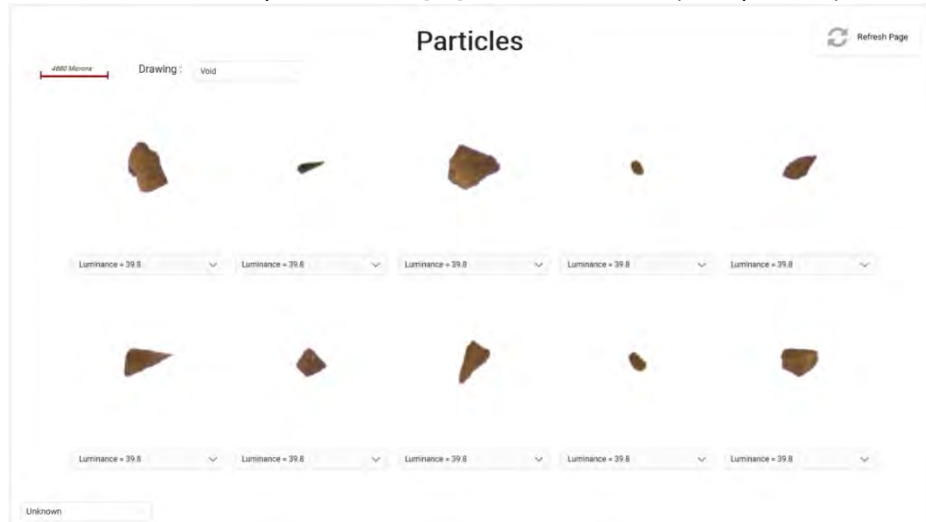 Particles
Refresh Page
4880 Microns
Drawing :
Void
Luminance = 39.8
Luminance = 39.8
Luminance = 39.8
Luminance = 39.8
Luminance = 39.8
Luminance = 39.8
Luminance = 39.8
Luminance = 39.8
Luminance = 39.8
Luminance = 39.8
Unknown